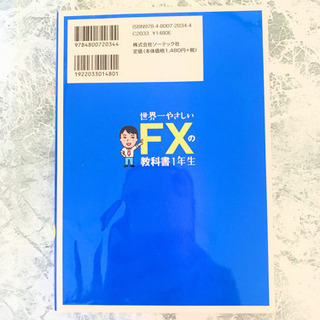 ISBN978-4-8007-2034-4
C2033 ¥1480E
株式会社ソーテック社
定価(本体価格1,480円+税)
9784800720344
1922033014801
世界一やさしい
FXの
教科書1年生